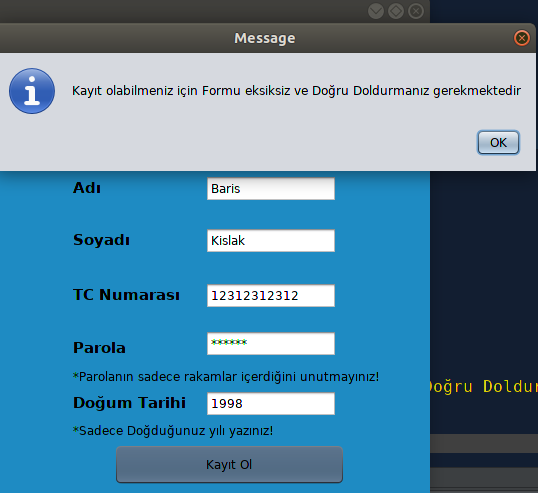 Message
Kayıt olabilmeniz için Formu eksiksiz ve Doğru Doldurmanız gerekmektedir
OK
Adı
Baris
Soyadı
Kislak
TC Numarası
12312312312
Parola
******
*Parolanın sadece rakamlar içerdiğini unutmayınız!
Doğru Doldur
Doğum Tarihi
1998
*Sadece Doğduğunuz yılı yazınız!
Kayıt Ol